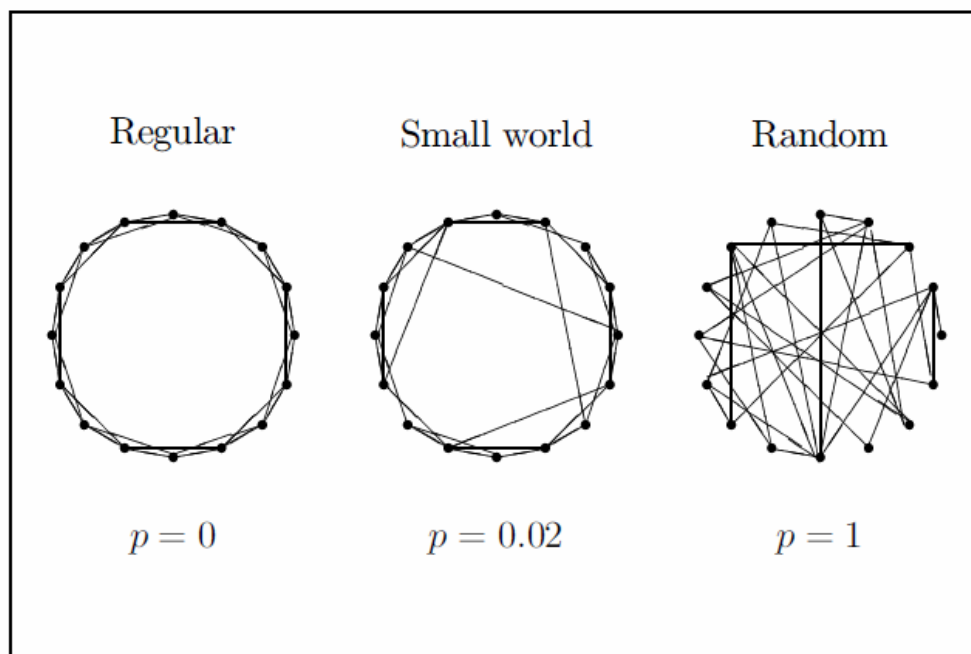 Regular Small world Random
p = 0 p = 0.02 p = 1